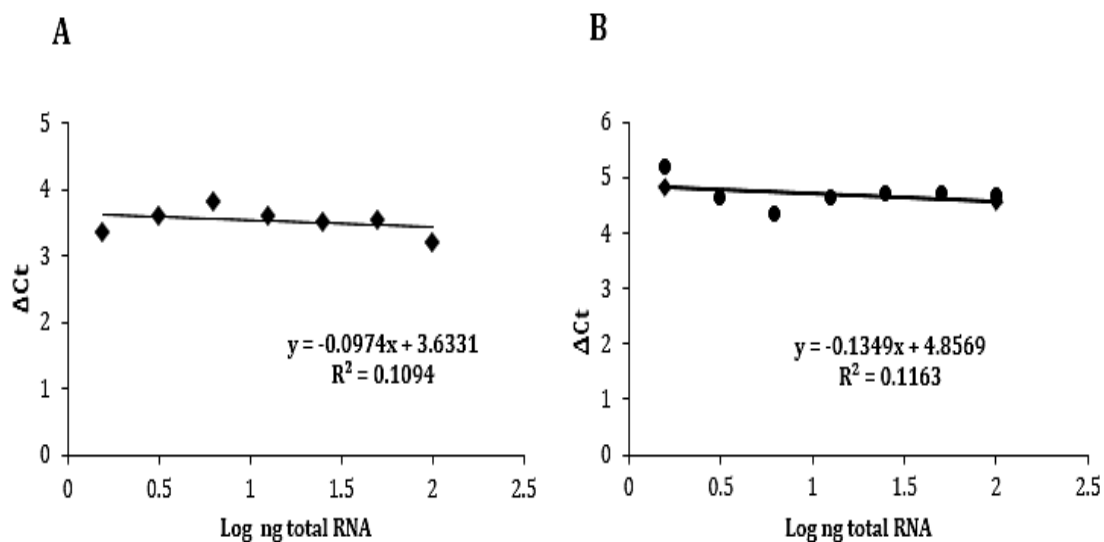 A
5
4
3
2
1
0
ΔCt
y = -0.0974x + 3.6331
R² = 0.1094
0 0.5 1 1.5 2 2.5
Log ng total RNA
B
6
5
4
3
2
1
0
ΔCt
y = -0.1349x + 4.8569
R² = 0.1163
0 0.5 1 1.5 2 2.5
Log ng total RNA